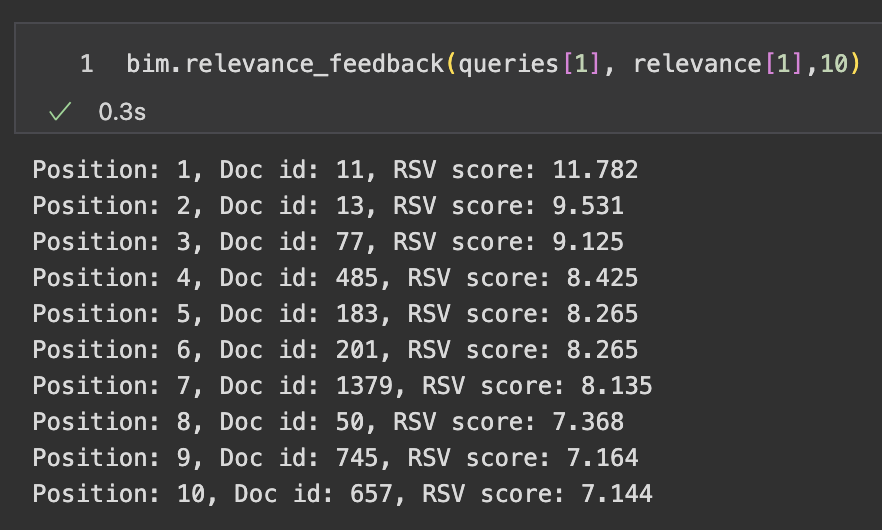 1 bim.relevance_feedback(queries[1], relevance[1],10)
✓ 0.3s
Position: 1, Doc id: 11, RSV score: 11.782
Position: 2, Doc id: 13, RSV score: 9.531
Position: 3, Doc id: 77, RSV score: 9.125
Position: 4, Doc id: 485, RSV score: 8.425
Position: 5, Doc id: 183, RSV score: 8.265
Position: 6, Doc id: 201, RSV score: 8.265
Position: 7, Doc id: 1379, RSV score: 8.135
Position: 8, Doc id: 50, RSV score: 7.368
Position: 9, Doc id: 745, RSV score: 7.164
Position: 10, Doc id: 657, RSV score: 7.144